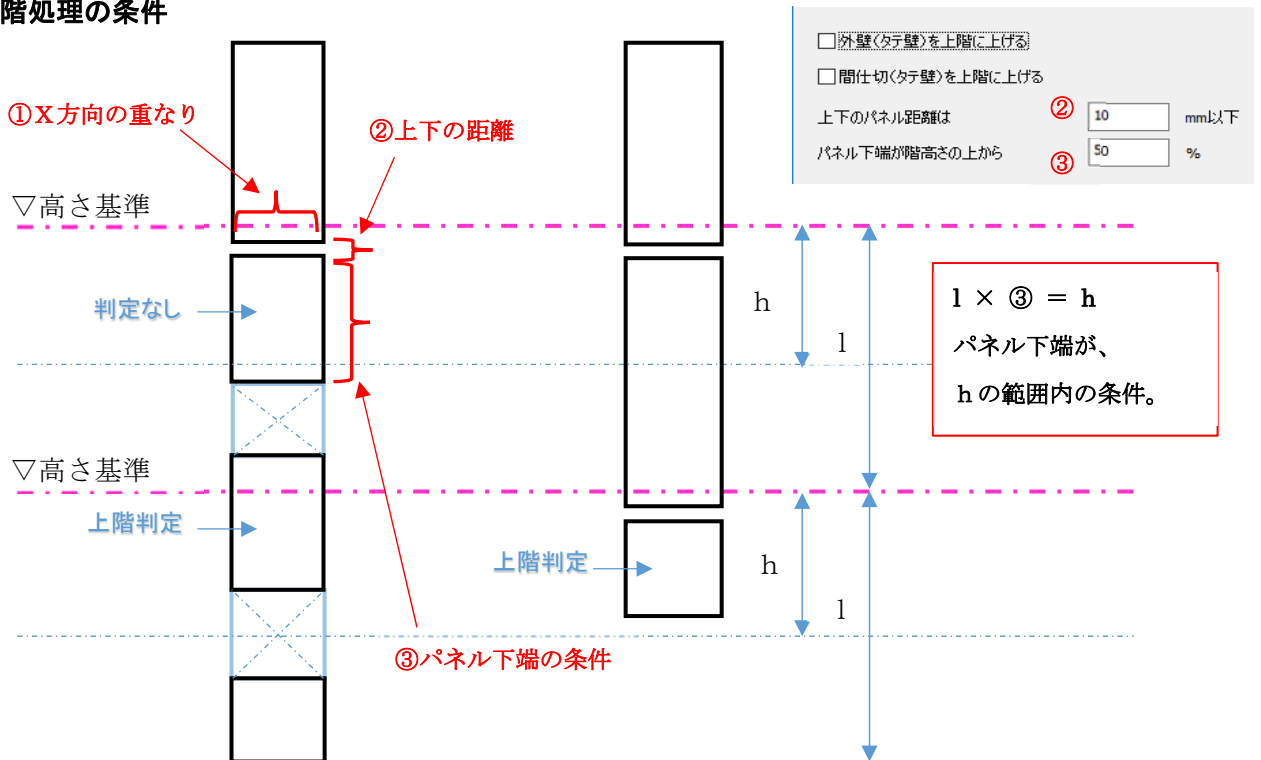 階処理の条件
□外壁(タテ壁)を上階に上げる
□間仕切(タテ壁)を上階に上げる
上下のパネル距離は ② 10 mm以下
パネル下端が階高さの上から ③ 50 %
①X方向の重なり
②上下の距離
▽高さ基準
判定なし
h
l
l × ③ = h
パネル下端が、
hの範囲内の条件。
▽高さ基準
上階判定
上階判定
h
l
③パネル下端の条件